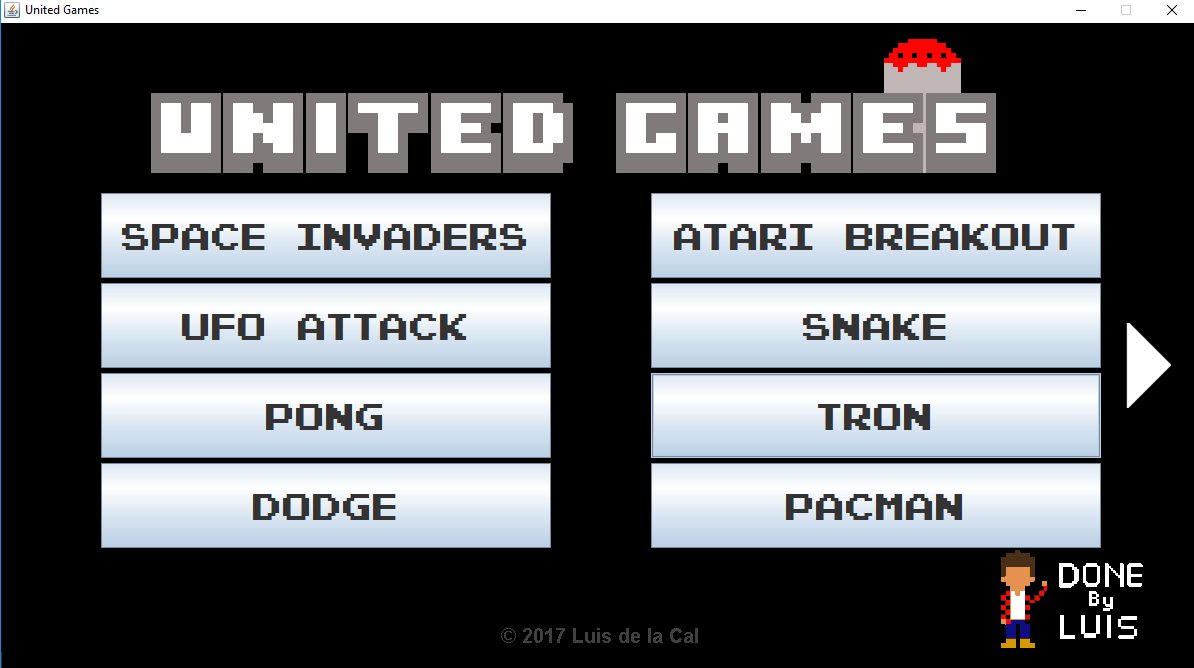 United Games
UNITED GAMES
SPACE INVADERS
ATARI BREAKOUT
UFO ATTACK
SNAKE
PONG
TRON
DODGE
PACMAN
DONE
By
LUIS
© 2017 Luis de la Cal